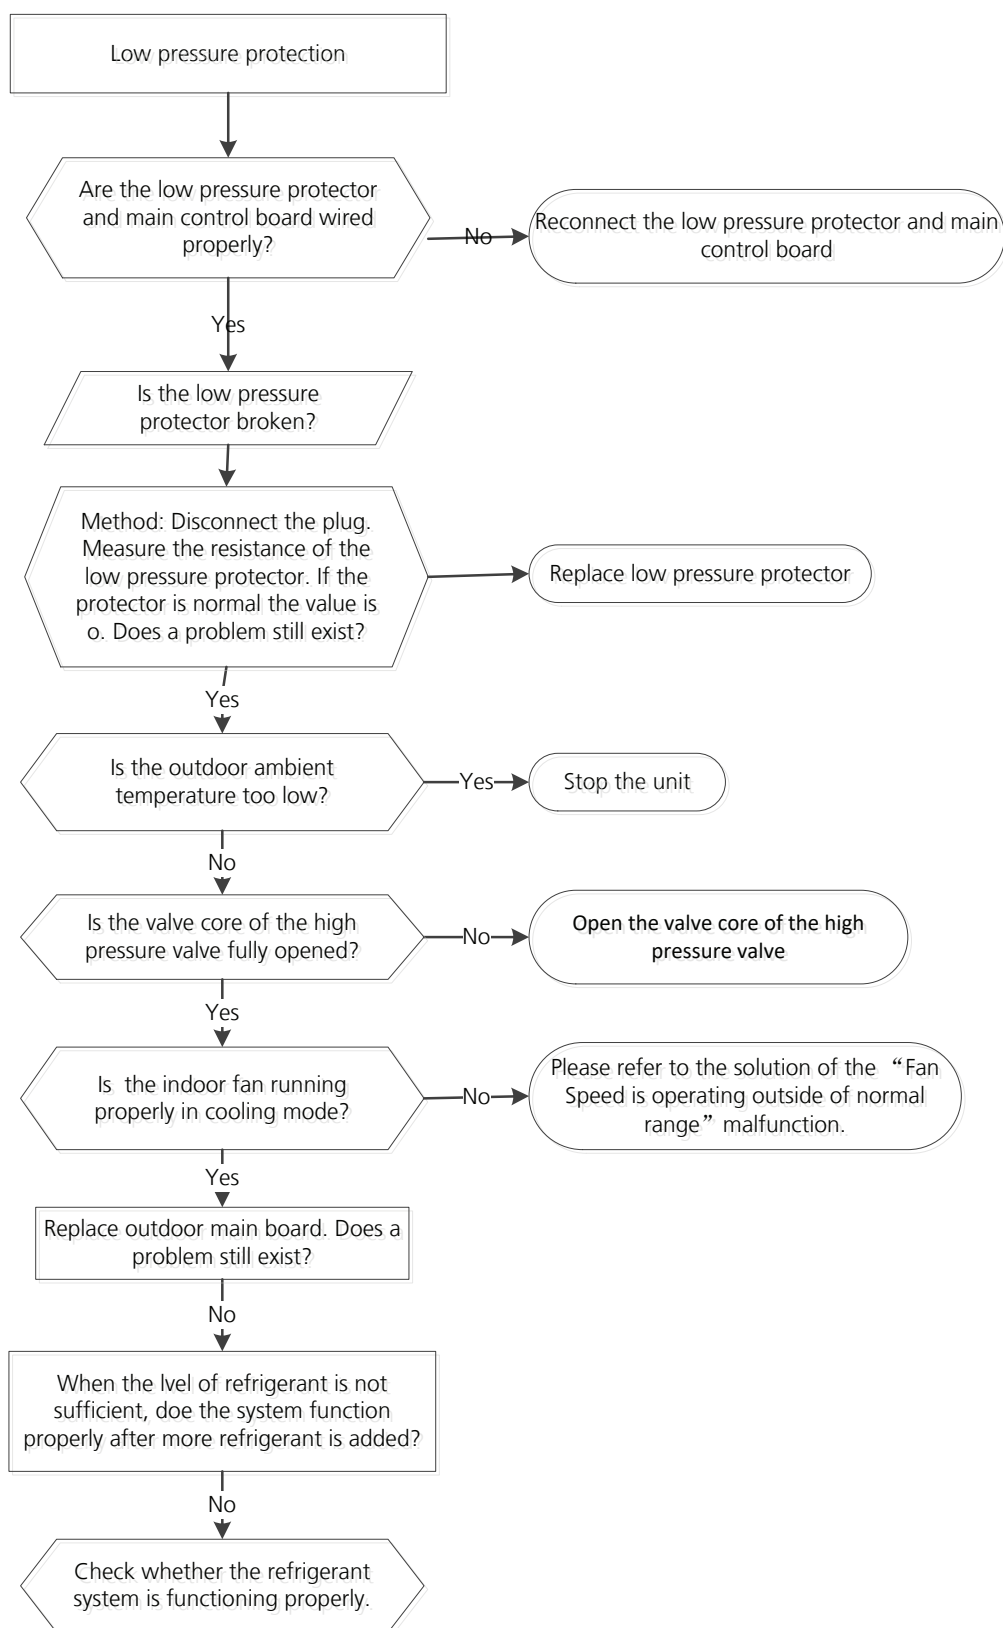 Low pressure protection
Are the low pressure protector
and main control board wired
properly?
No
Reconnect the low pressure protector and main
control board
Yes
Is the low pressure
protector broken?
Method: Disconnect the plug.
Measure the resistance of the
low pressure protector. If the
protector is normal the value is
o. Does a problem still exist?
Replace low pressure protector
Yes
Is the outdoor ambient
temperature too low?
Yes
Stop the unit
No
Is the valve core of the high
pressure valve fully opened?
No
Open the valve core of the high
pressure valve
Yes
Is the indoor fan running
properly in cooling mode?
No
Please refer to the solution of the “Fan
Speed is operating outside of normal
range” malfunction.
Yes
Replace outdoor main board. Does a
problem still exist?
No
When the lvel of refrigerant is not
sufficient, doe the system function
properly after more refrigerant is added?
No
Check whether the refrigerant
system is functioning properly.